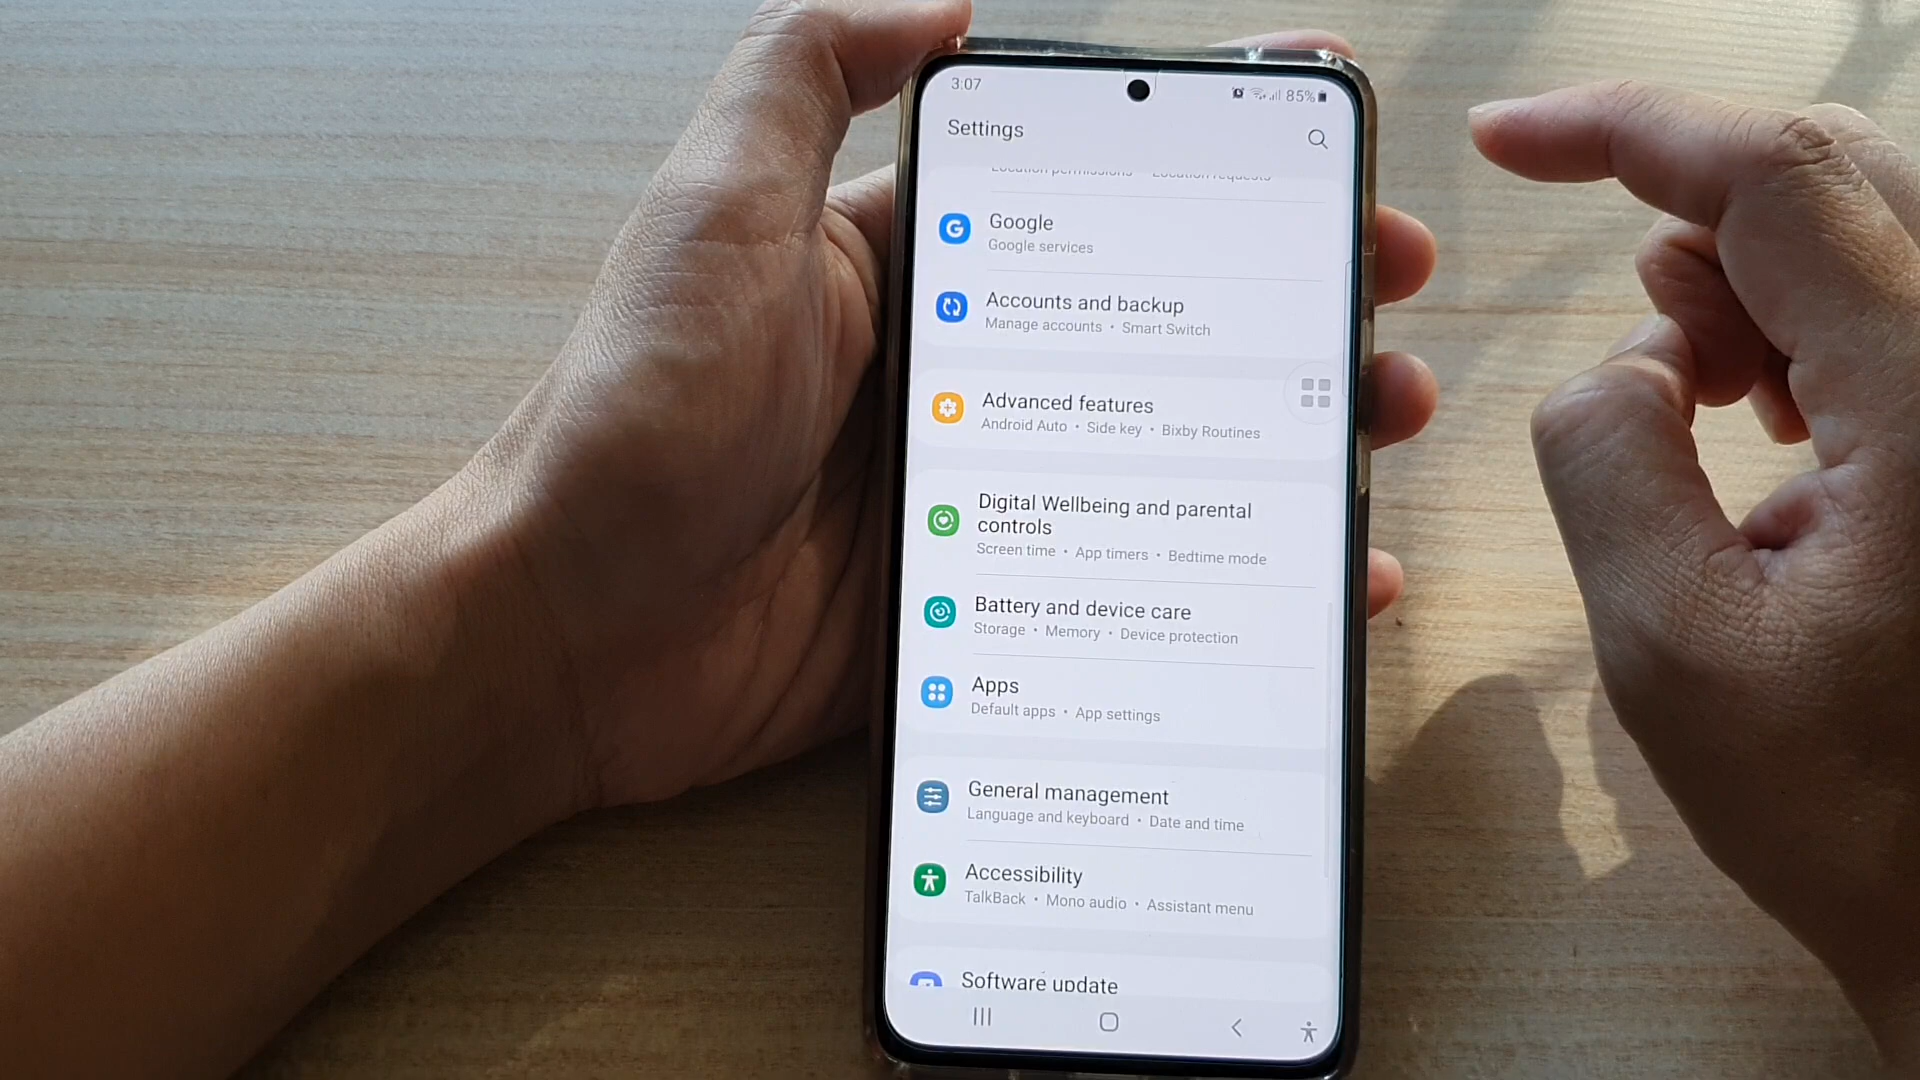 3:07
85%
Settings
Location permissions Location requests
Google
Google services
Accounts and backup
Manage accounts • Smart Switch
Advanced features
Android Auto • Side key • Bixby Routines
Digital Wellbeing and parental
controls
Screen time • App timers • Bedtime mode
Battery and device care
Storage • Memory • Device protection
Apps
Default apps • App settings
General management
Language and keyboard • Date and time
Accessibility
TalkBack • Mono audio • Assistant menu
Software update